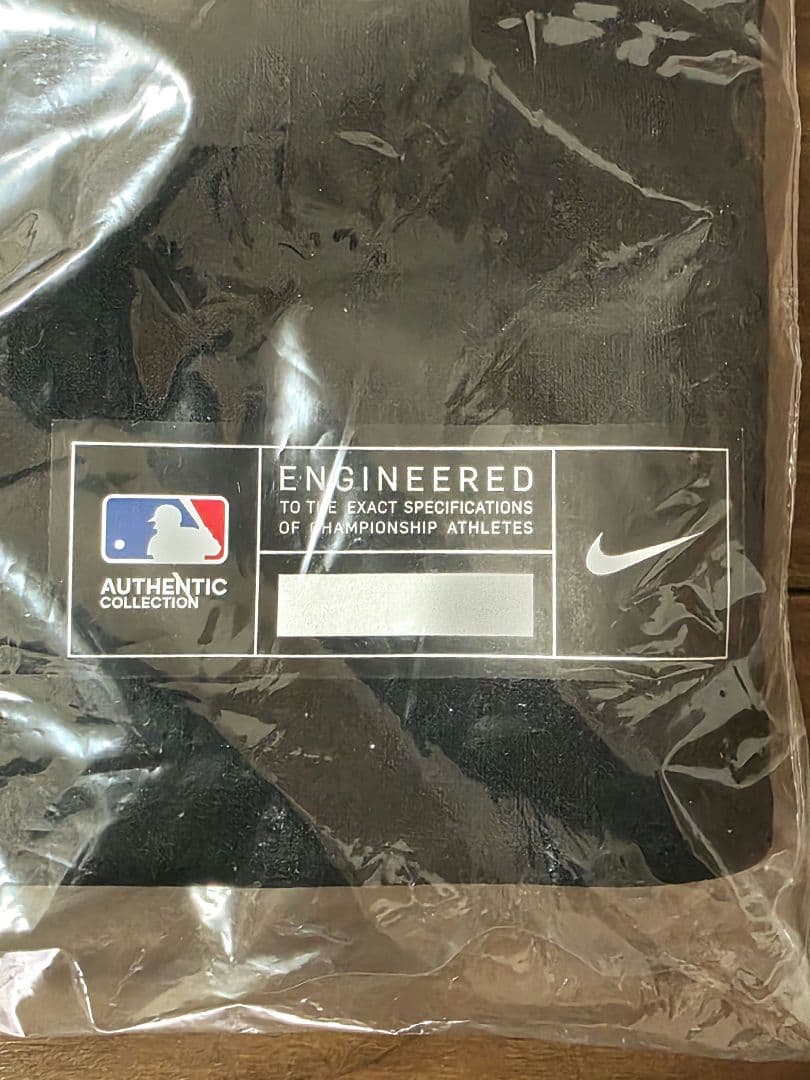 ENGINEERED
TO THE EXACT SPECIFICATIONS
OF CHAMPIONSHIP ATHLETES
AUTHENTIC
COLLECTION